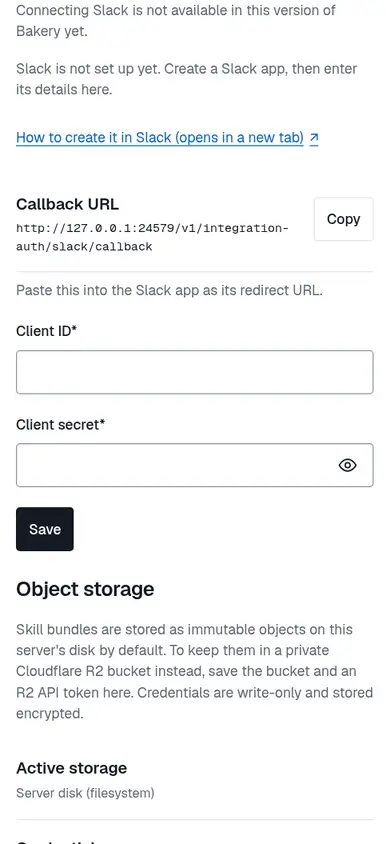 Connecting Slack is not available in this version of
Bakery yet.
Slack is not set up yet. Create a Slack app, then enter
its details here.
How to create it in Slack (opens in a new tab) ↗
Callback URL
http://127.0.0.1:24579/v1/integration-
auth/slack/callback
Copy
Paste this into the Slack app as its redirect URL.
Client ID*
Client secret*
Save
Object storage
Skill bundles are stored as immutable objects on this
server's disk by default. To keep them in a private
Cloudflare R2 bucket instead, save the bucket and an
R2 API token here. Credentials are write-only and stored
encrypted.
Active storage
Server disk (filesystem)